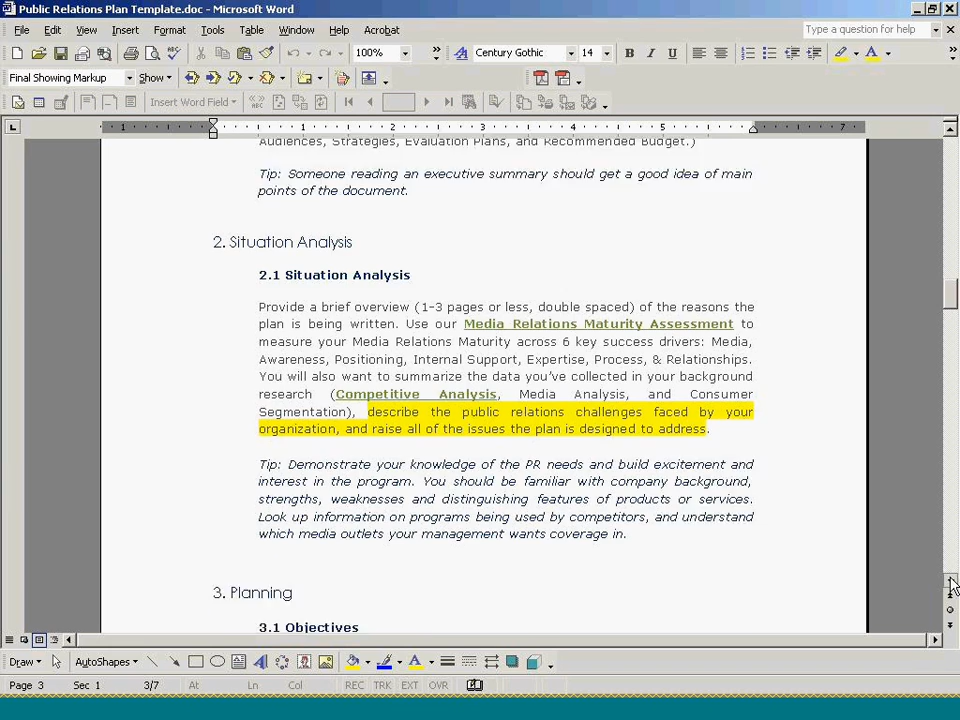 Public Relations Plan Template.doc - Microsoft Word
File Edit View Insert Format Tools Table Window Help Acrobat Type a question for help
100% Century Gothic 14 B I U A
Final Showing Markup Show
Insert Word Field
1 1 2 3 4 5 7
Audiences, Strategies, Evaluation Plans, and Recommended Budget.)
Tip: Someone reading an executive summary should get a good idea of main
points of the document.
2. Situation Analysis
2.1 Situation Analysis
Provide a brief overview (1-3 pages or less, double spaced) of the reasons the
plan is being written. Use our Media Relations Maturity Assessment to
measure your Media Relations Maturity across 6 key success drivers: Media,
Awareness, Positioning, Internal Support, Expertise, Process, & Relationships.
You will also want to summarize the data you've collected in your background
research (Competitive Analysis, Media Analysis, and Consumer
Segmentation), describe the public relations challenges faced by your
organization, and raise all of the issues the plan is designed to address.
Tip: Demonstrate your knowledge of the PR needs and build excitement and
interest in the program. You should be familiar with company background,
strengths, weaknesses and distinguishing features of products or services.
Look up information on programs being used by competitors, and understand
which media outlets your management wants coverage in.
3. Planning
3.1 Objectives
Draw AutoShapes
Page 3 Sec 1 3/7 At Ln Col REC TRK EXT OVR